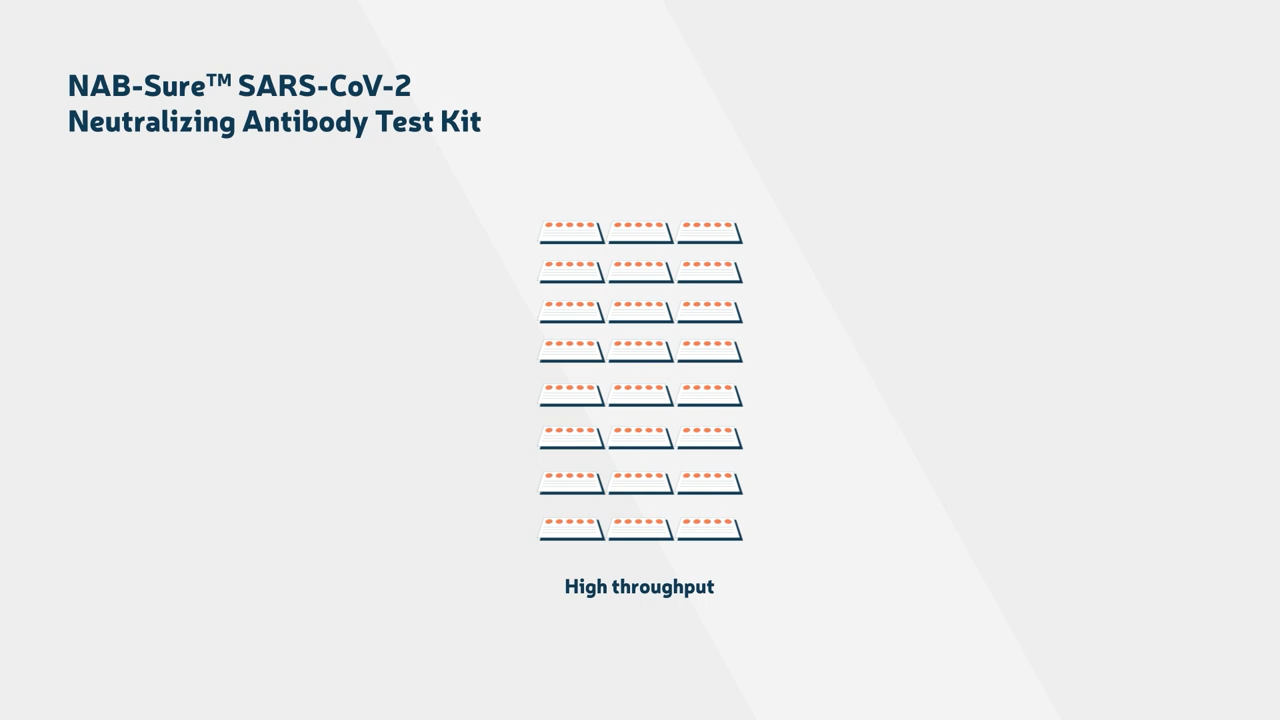 NAB-Sure™ SARS-CoV-2
Neutralizing Antibody Test Kit
High throughput